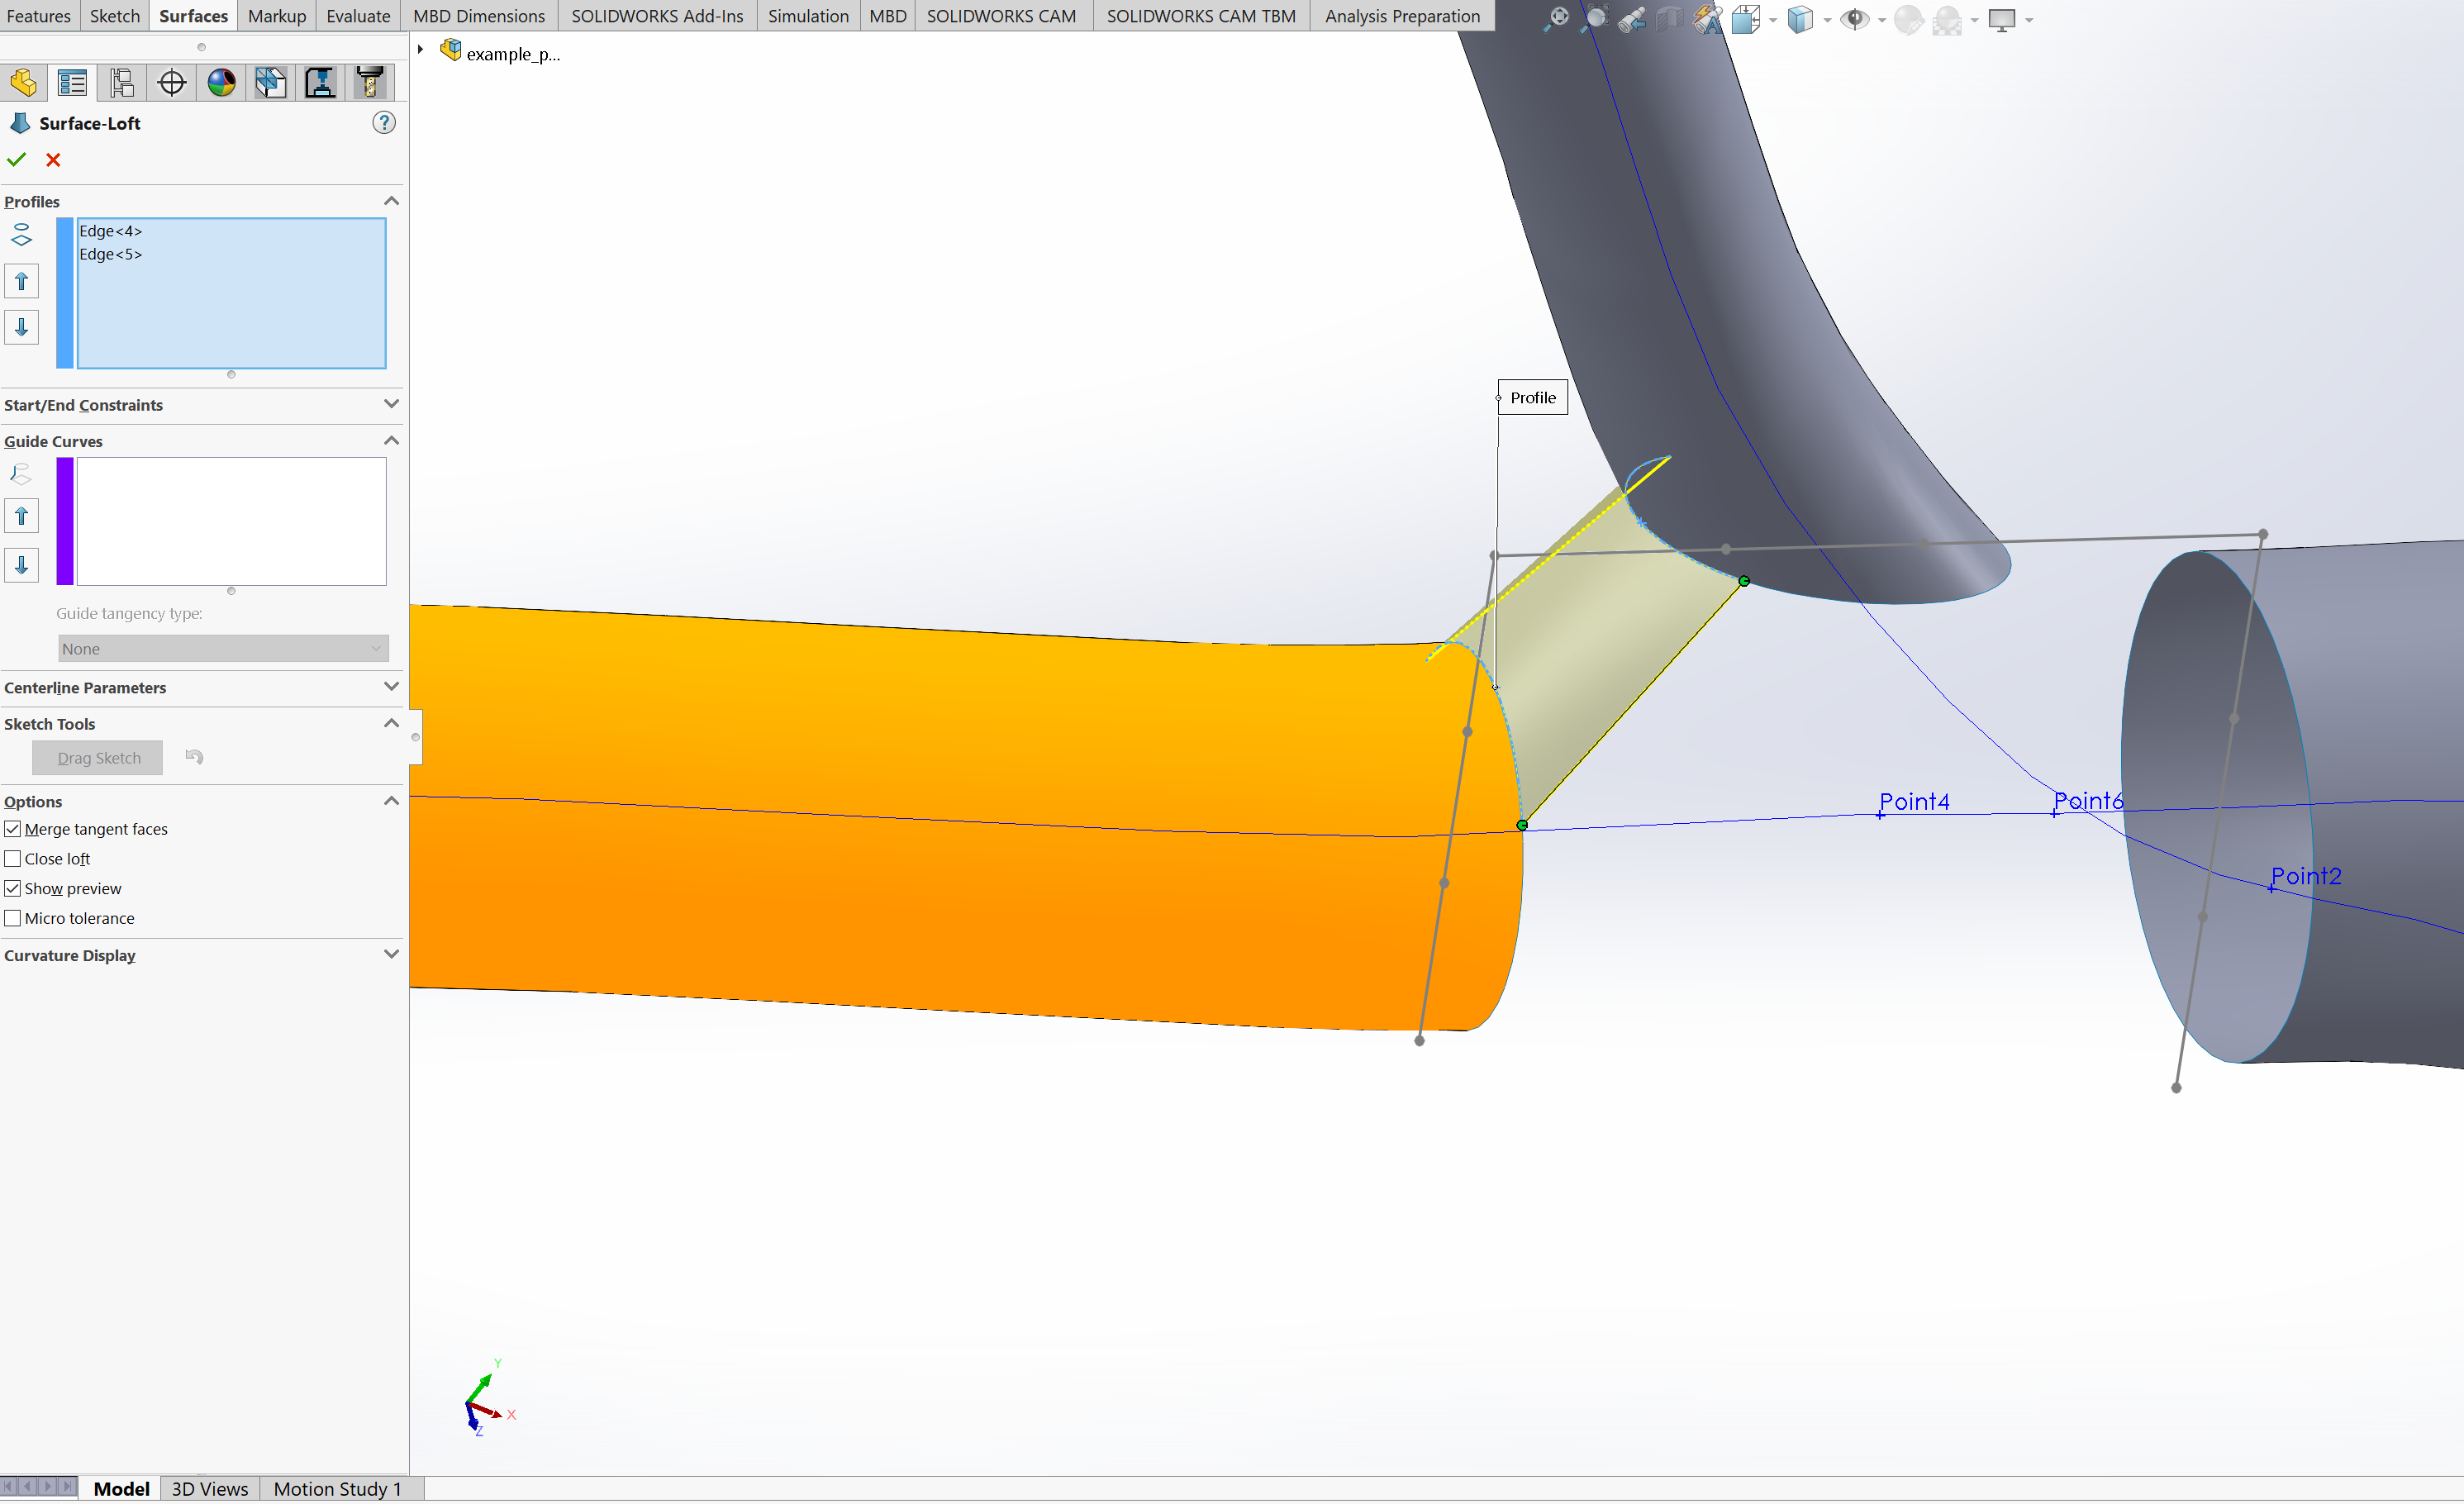 Features Sketch Surfaces Markup Evaluate MBD Dimensions SOLIDWORKS Add-Ins Simulation MBD SOLIDWORKS CAM SOLIDWORKS CAM TBM Analysis Preparation
example_p...
Surface-Loft
?
Profiles
Edge<4>
Edge<5>
Start/End Constraints
Guide Curves
Guide tangency type:
None
Centerline Parameters
Sketch Tools
Drag Sketch
Options
Merge tangent faces
Close loft
Show preview
Micro tolerance
Curvature Display
Profile
Point4
Point6
Point2
Y
X
Z
Model 3D Views Motion Study 1